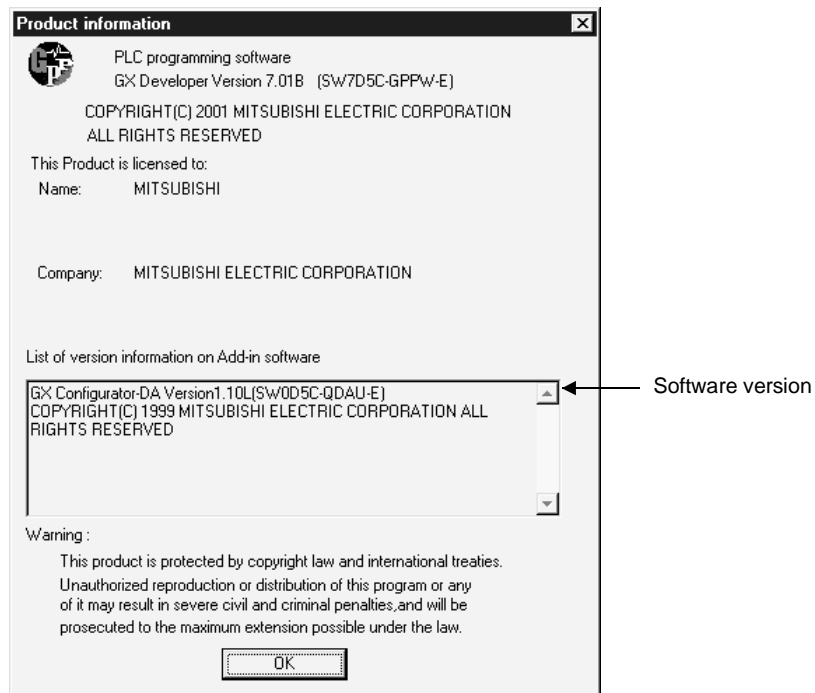 Product information
PLC programming software
GX Developer Version 7.01B (SW7D5C-GPPW-E)
COPYRIGHT(C) 2001 MITSUBISHI ELECTRIC CORPORATION
ALL RIGHTS RESERVED
This Product is licensed to:
Name: MITSUBISHI
Company: MITSUBISHI ELECTRIC CORPORATION
List of version information on Add-in software
GX Configurator-DA Version1.10L(SW0D5C-QDAU-E)
COPYRIGHT(C) 1999 MITSUBISHI ELECTRIC CORPORATION ALL
RIGHTS RESERVED
Software version
Warning :
This product is protected by copyright law and international treaties.
Unauthorized reproduction or distribution of this program or any
of it may result in severe civil and criminal penalties,and will be
prosecuted to the maximum extension possible under the law.
OK